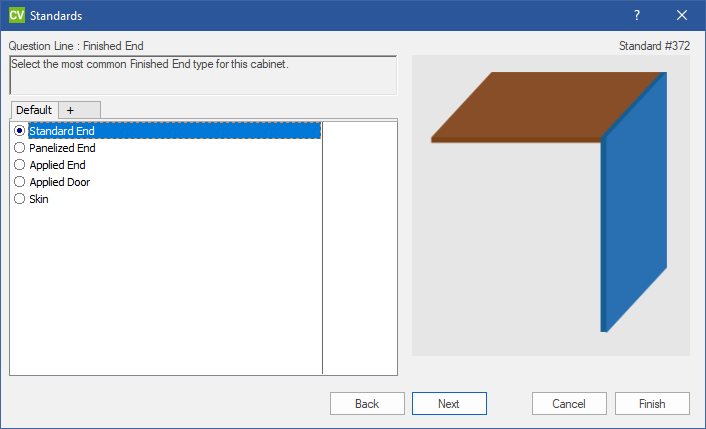 CV Standards ? ✕
Question Line : Finished End Standard #372
Select the most common Finished End type for this cabinet.
Default +
Standard End
Panelized End
Applied End
Applied Door
Skin
Back Next Cancel Finish